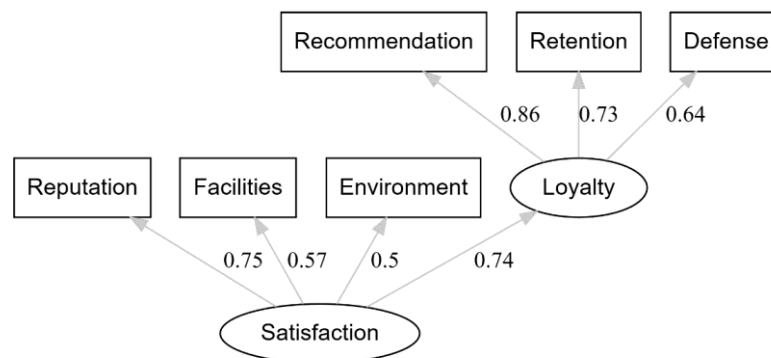 Recommendation
Retention
Defense
0.86
0.73
0.64
Reputation
Facilities
Environment
Loyalty
0.75
0.57
0.5
0.74
Satisfaction